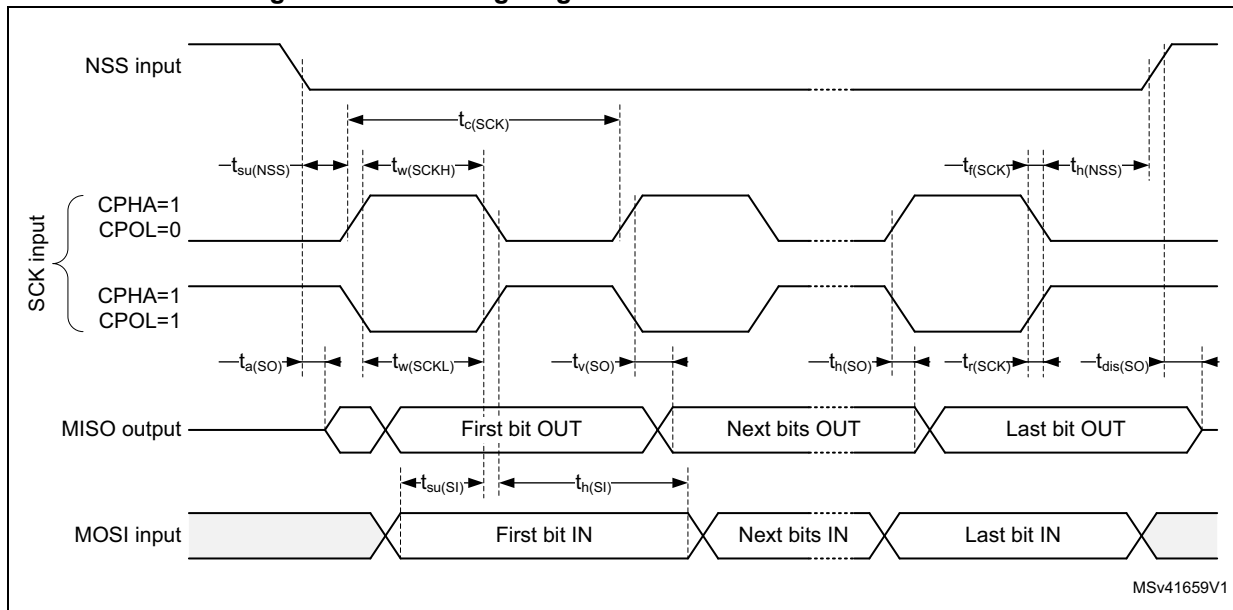 NSS input
tc(SCK)
tsu(NSS)
tw(SCKH)
tf(SCK)
th(NSS)
SCK input
CPHA=1
CPOL=0
CPHA=1
CPOL=1
ta(SO)
tw(SCKL)
tv(SO)
th(SO)
tr(SCK)
tdis(SO)
MISO output
First bit OUT
Next bits OUT
Last bit OUT
tsu(SI)
th(SI)
MOSI input
First bit IN
Next bits IN
Last bit IN
MSv41659V1